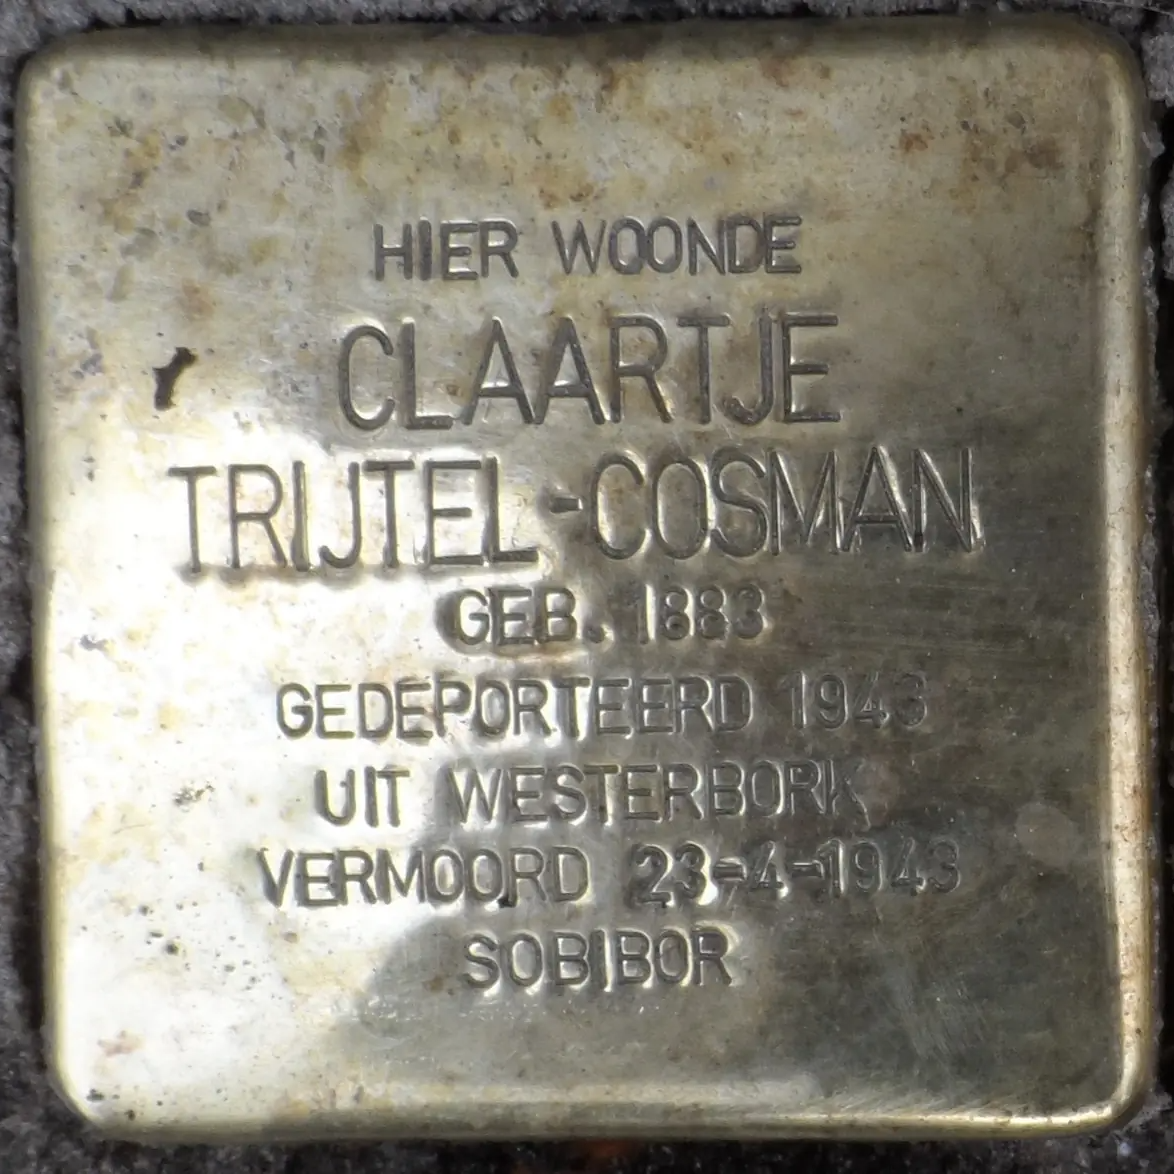 HIER WOONDE
CLAARTJE
TRIJTEL-COSMAN
GEB. 1883
GEDEPORTEERD 1943
UIT WESTERBORK
VERMOORD 23-4-1943
SOBIBOR